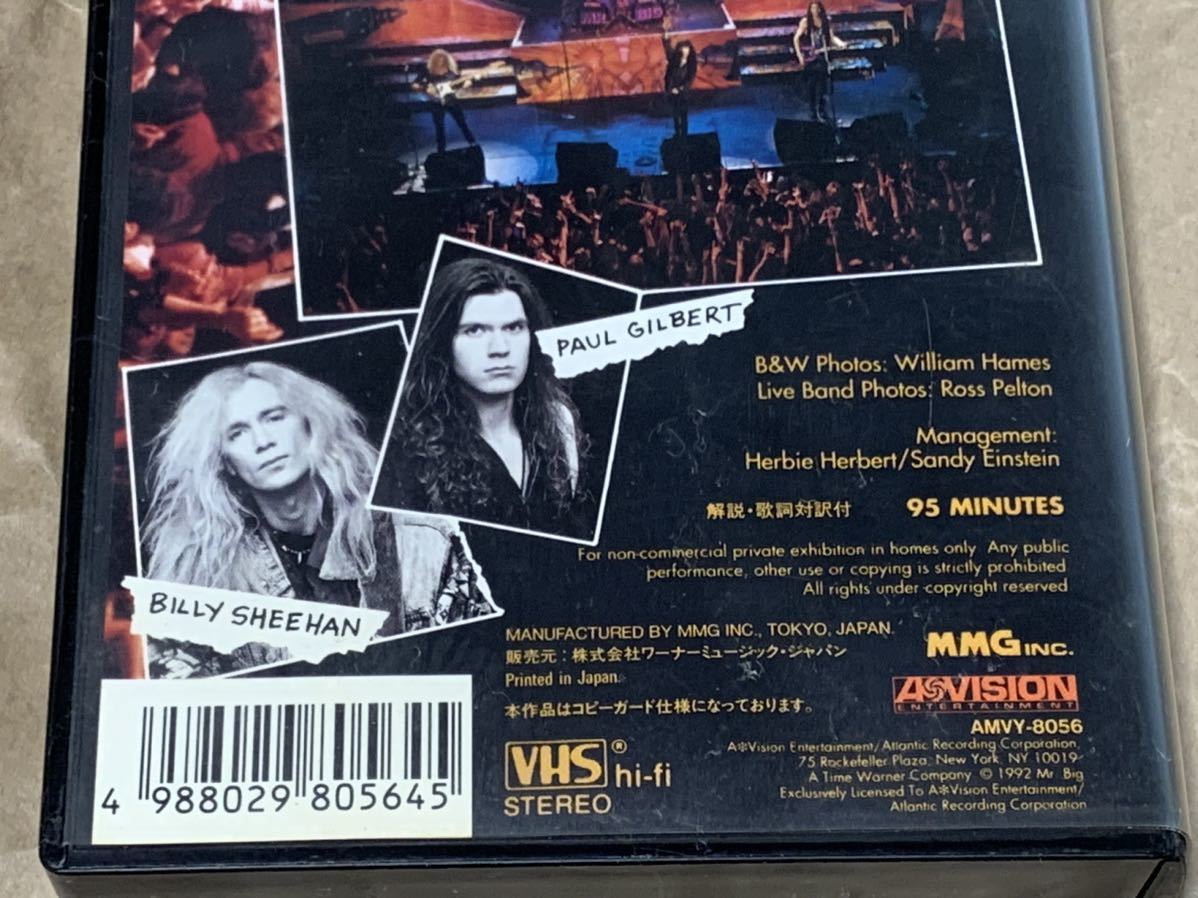 MR. BIG
PAUL GILBERT
BILLY SHEEHAN
B&W Photos: William Hames
Live Band Photos: Ross Pelton
Management:
Herbie Herbert/Sandy Einstein
解説・歌詞対訳付 95 MINUTES
For non-commercial private exhibition in homes only. Any public
performance, other use or copying is strictly prohibited
All rights under copyright reserved
MANUFACTURED BY MMG INC., TOKYO, JAPAN.
販売元：株式会社ワーナーミュージック・ジャパン
Printed in Japan.
MMG INC.
本作品はコピーガード仕様になっております。
A*VISION
ENTERTAINMENT
AMVY-8056
VHS® hi-fi
STEREO
A*Vision Entertainment/Atlantic Recording Corporation,
75 Rockefeller Plaza, New York, NY 10019
A Time Warner Company © 1992 Mr. Big
Exclusively Licensed To A*Vision Entertainment/
Atlantic Recording Corporation
4 988029 805645